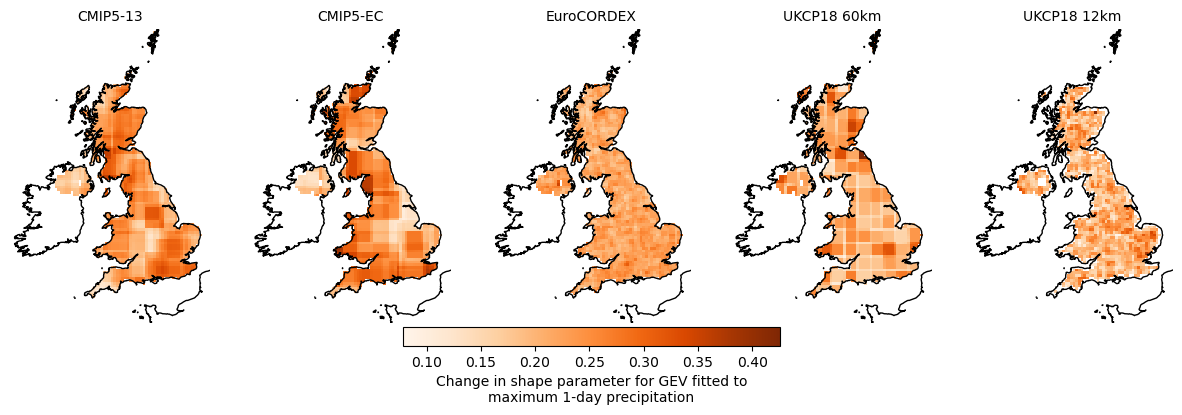 CMIP5-13
CMIP5-EC
EuroCORDEX
UKCP18 60km
UKCP18 12km
0.10 0.15 0.20 0.25 0.30 0.35 0.40
Change in shape parameter for GEV fitted to
maximum 1-day precipitation